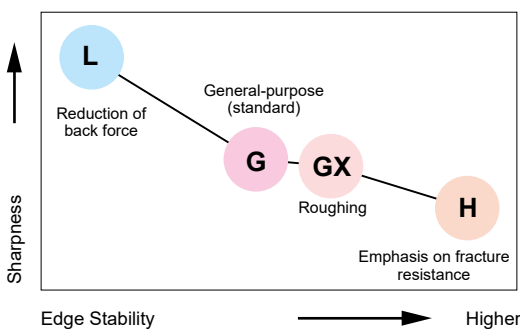 L
Reduction of
back force
General-purpose
(standard)
G
GX
Roughing
H
Emphasis on fracture
resistance
Sharpness
Edge Stability
Higher